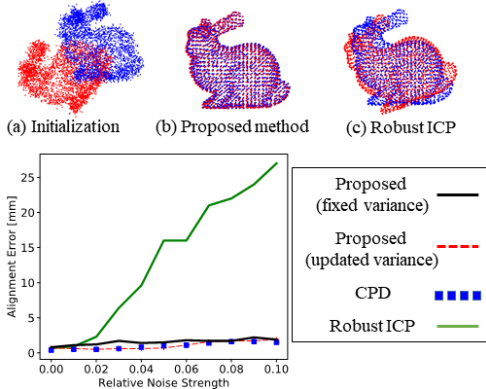 (a) Initialization (b) Proposed method (c) Robust ICP
Alignment Error [mm]
25
20
15
10
5
0
0.00 0.02 0.04 0.06 0.08 0.10
Relative Noise Strength
Proposed
(fixed variance)
Proposed
(updated variance)
CPD
Robust ICP